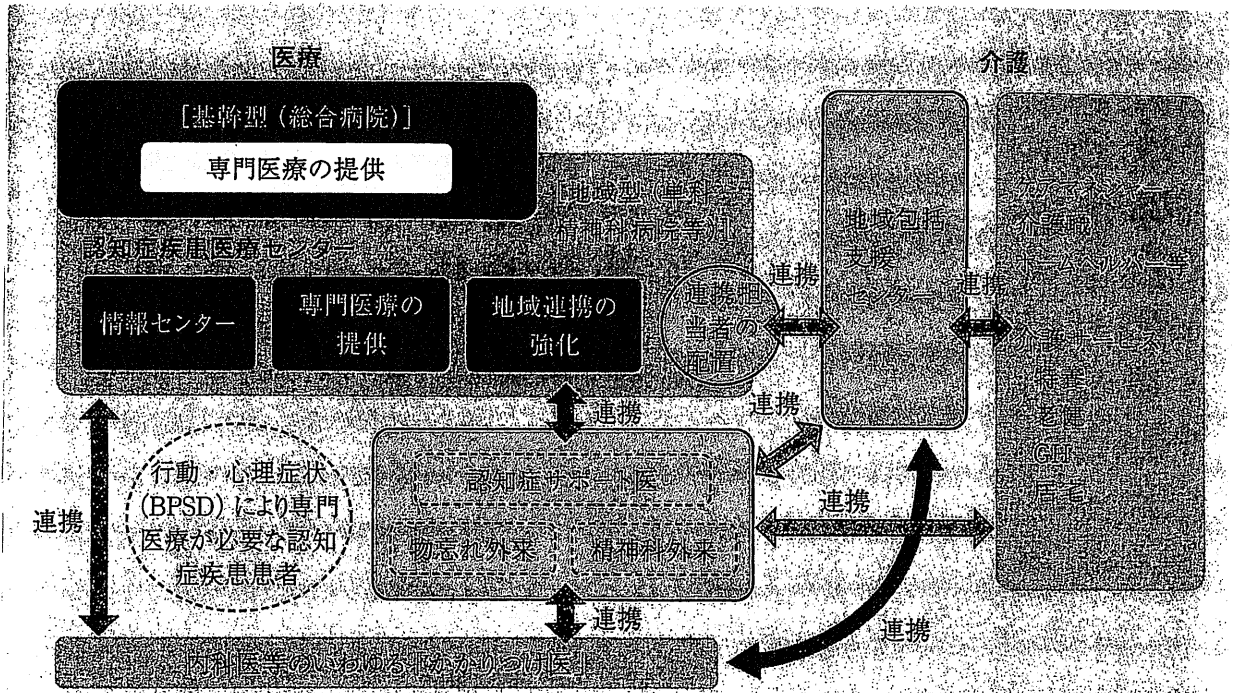 医療
介護
[基幹型（総合病院）]
専門医療の提供
[地域型（単科
精神科病院等）]
認知症疾患医療センター
情報センター
専門医療の
提供
地域連携の
強化
連携担
当者の
配置
連携
地域包括
支援
センター
連携
ケアマネジャー，
介護職
ホームヘルパー等
介護サービス
特養
老健
GH
居宅
連携
連携
認知症サポート医
物忘れ外来
精神科外来
連携
連携
行動・心理症状
(BPSD) により専門
医療が必要な認知
症疾患患者
連携
連携
内科医等のいわゆる「かかりつけ医」